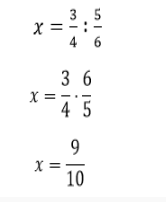 x = 3/4 : 5/6
x = 3/4 · 6/5
x = 9/10